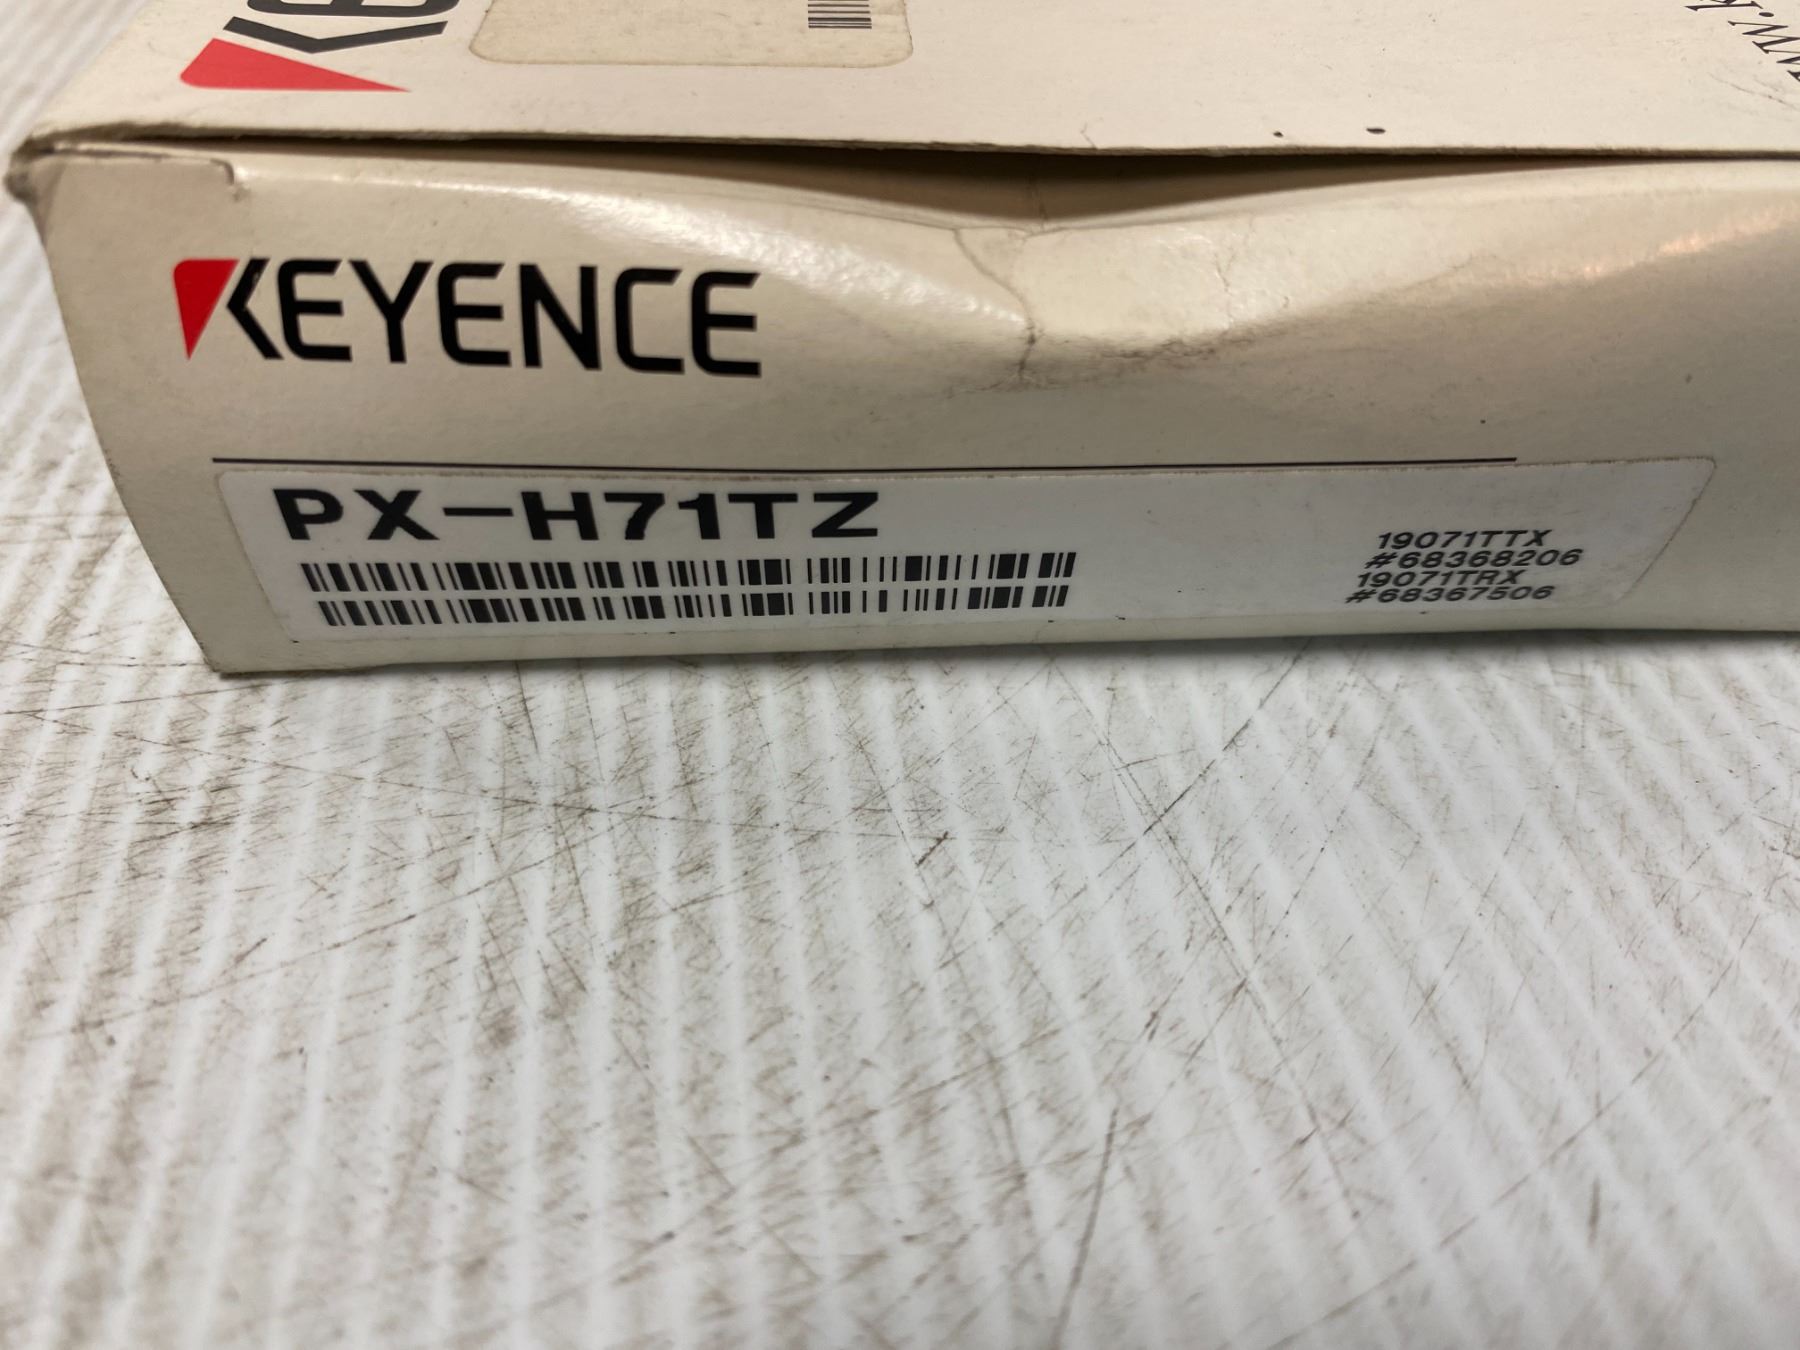 KEYENCE
PX-H71TZ
19071TTX
#68368206
19071TRX
#68367506